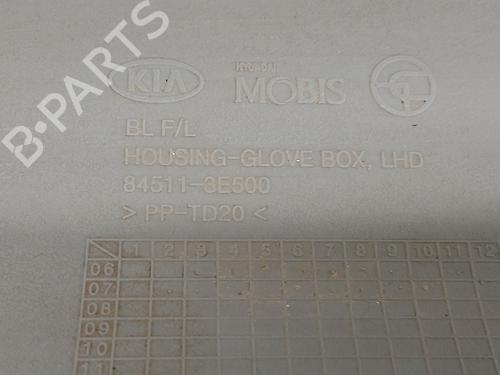 B-PARTS
KIA
HYUNDAI
MOBIS
BL F/L
HOUSING-GLOVE BOX, LHD
84511-3E500
> PP-TD20 <
1 2 3 4 5 6 7 8 9 10 11 12
06
07
08
09
10
11